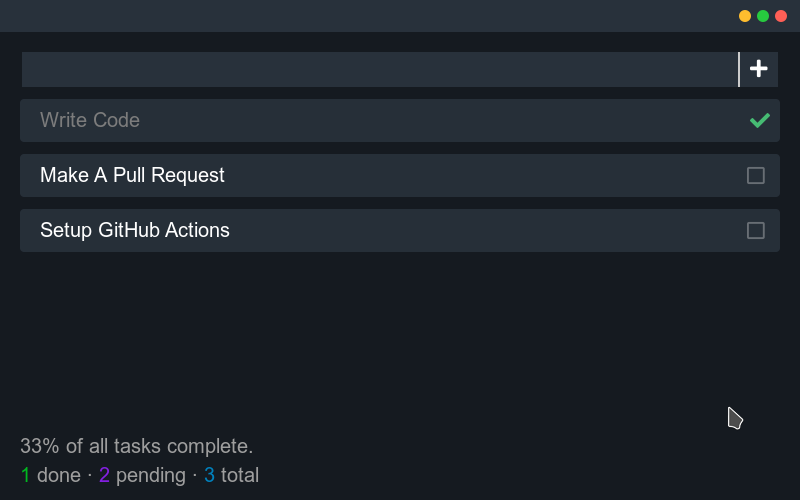 Write Code
Make A Pull Request
Setup GitHub Actions
33% of all tasks complete.
1 done · 2 pending · 3 total